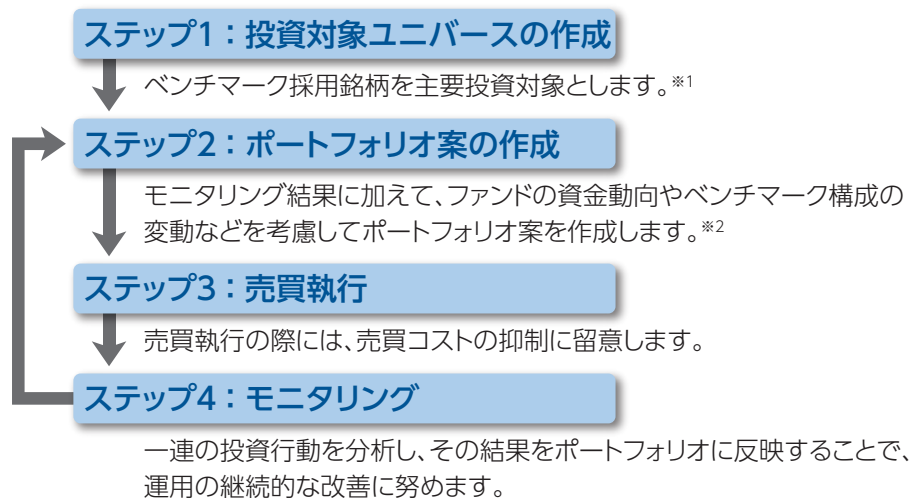 ステップ1：投資対象ユニバースの作成
ベンチマーク採用銘柄を主要投資対象とします。※1
ステップ2：ポートフォリオ案の作成
モニタリング結果に加えて、ファンドの資金動向やベンチマーク構成の
変動などを考慮してポートフォリオ案を作成します。※2
ステップ3：売買執行
売買執行の際には、売買コストの抑制に留意します。
ステップ4：モニタリング
一連の投資行動を分析し、その結果をポートフォリオに反映することで、
運用の継続的な改善に努めます。